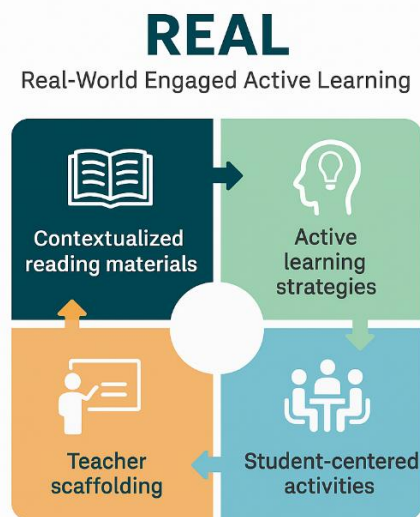 REAL
Real-World Engaged Active Learning
Contextualized
reading materials
Active
learning
strategies
Teacher
scaffolding
Student-centered
activities